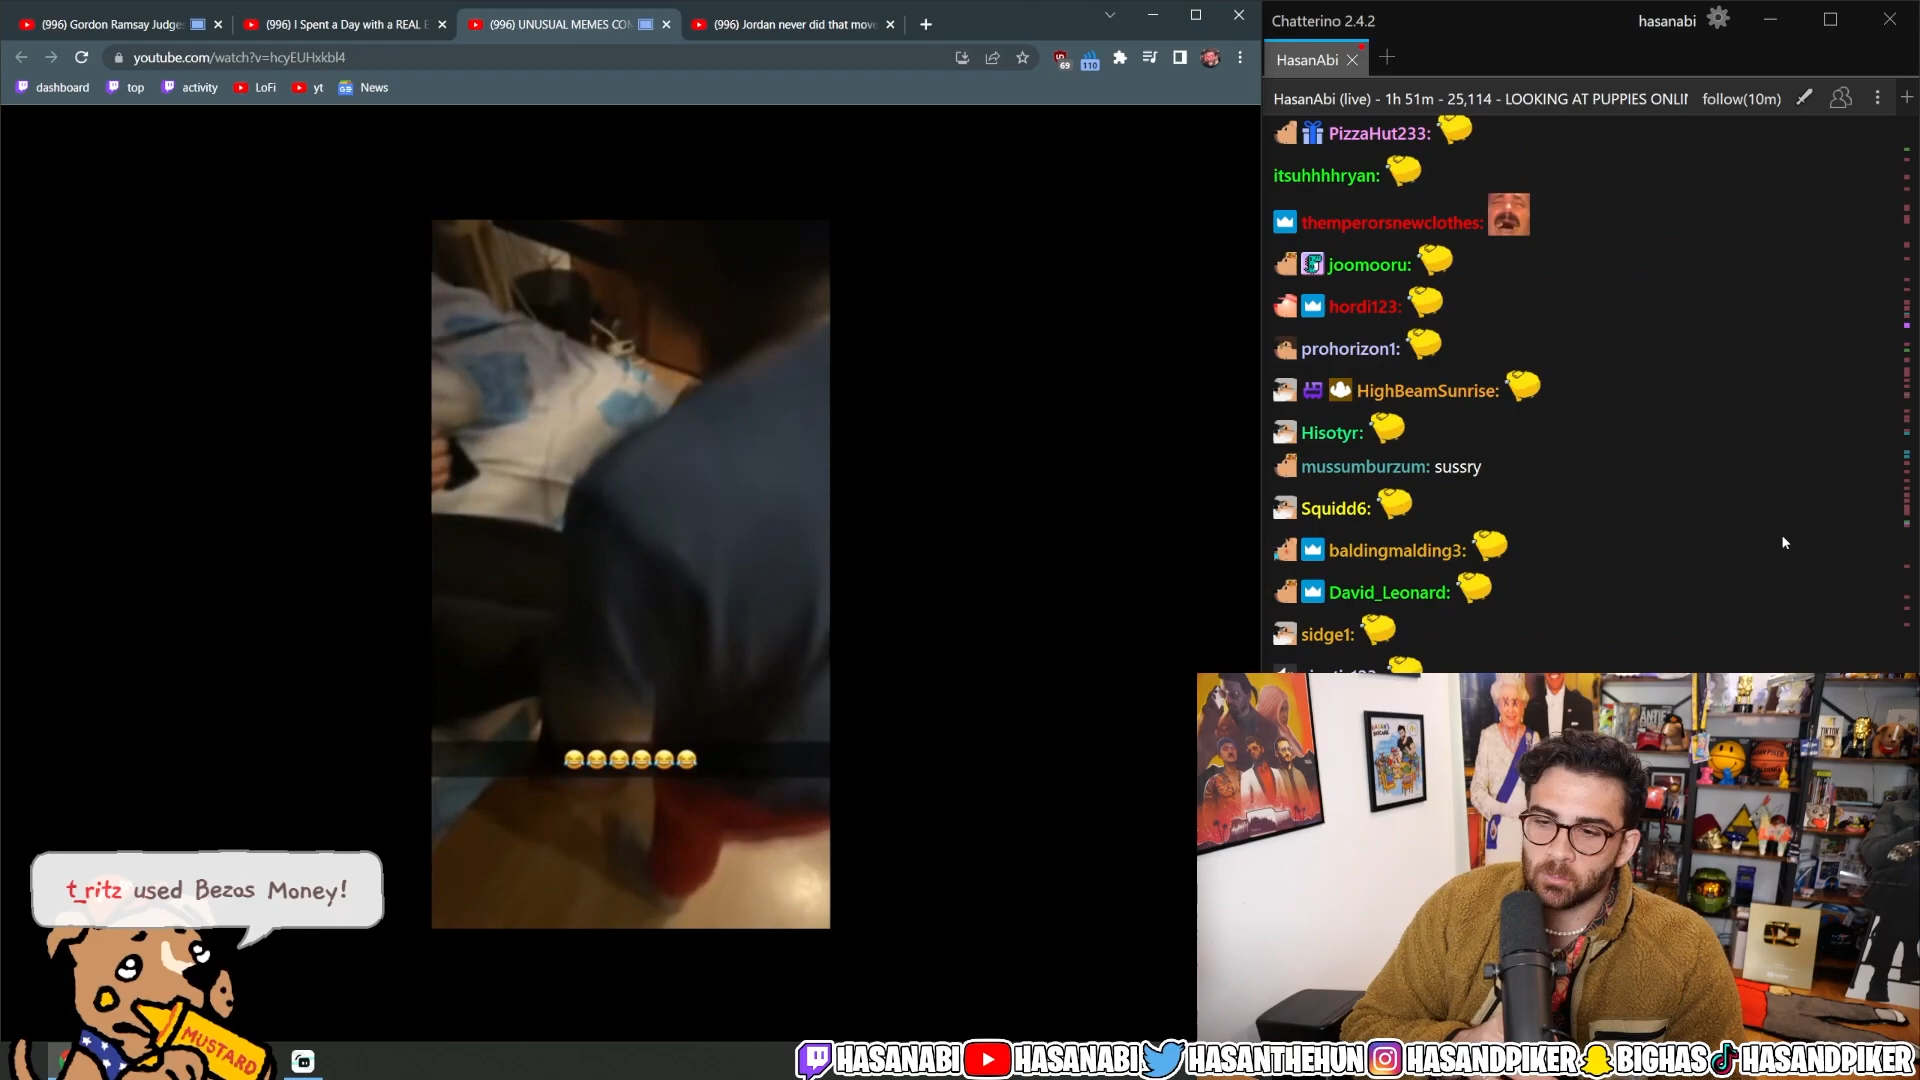 (996) Gordon Ramsay Judge
(996) I Spent a Day with a REAL E
(996) UNUSUAL MEMES CO
(996) Jordan never did that mov
youtube.com/watch?v=hcyEUHxkbl4
69
110
dashboard
top
activity
LoFi
yt
News
Chatterino 2.4.2
hasanabi
HasanAbi
HasanAbi (live) - 1h 51m - 25,114 - LOOKING AT PUPPIES ONLI
follow(10m)
PizzaHut233:
itsuhhhhryan:
themperorsnewclothes:
joomooru:
hordi123:
prohorizon1:
HighBeamSunrise:
Hisotyr:
mussumburzum: sussry
Squidd6:
baldingmalding3:
David_Leonard:
sidge1:
t_ritz used Bezos Money!
MUSTARD
HASANABI
HASANABI
HASANTHEHUN
HASANDPIKER
BIGHAS
HASANDPIKER